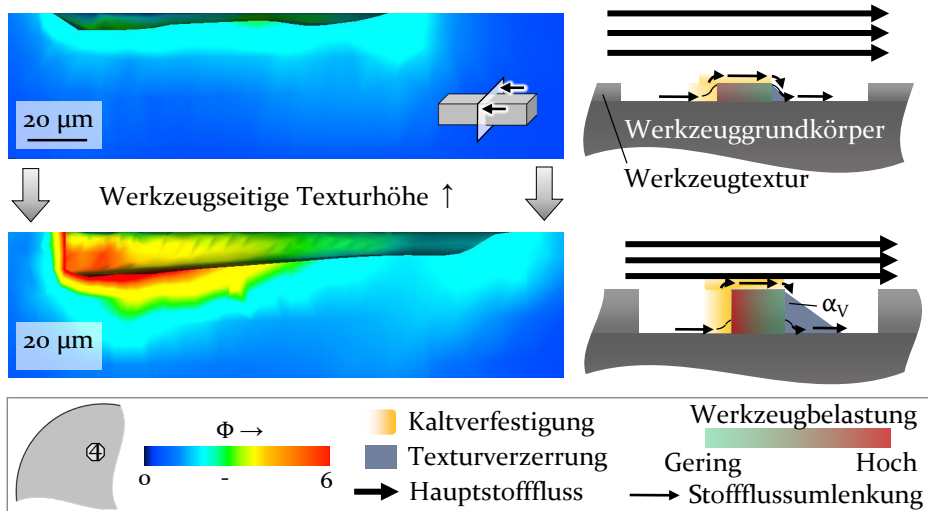 20 µm
Werkzeuggrundkörper
Werkzeugtextur
Werkzeugseitige Texturhöhe ↑
20 µm
αV
Φ →
0 - 6
4
Kaltverfestigung
Texturverzerrung
Hauptstofffluss
Werkzeugbelastung
Gering Hoch
Stoffflussumlenkung